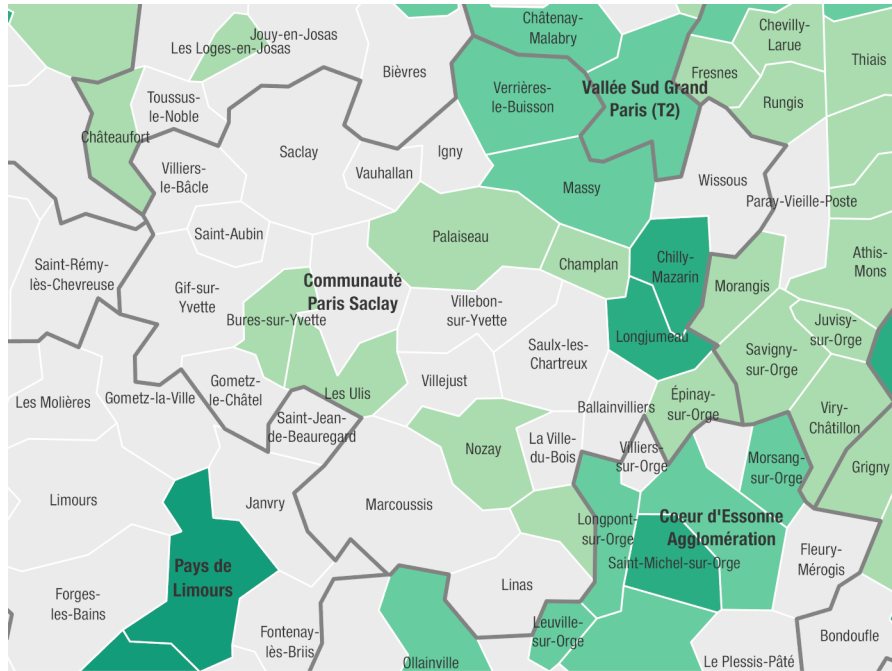 Châtenay-
Malabry
Chevilly-
Larue
Jouy-en-Josas
Les Loges-en-Josas
Thiais
Bièvres
Fresnes
Verrières-
le-Buisson
Vallée Sud Grand
Paris (T2)
Toussus-
le-Noble
Rungis
Châteaufort
Saclay
Igny
Villiers-
le-Bâcle
Vauhallan
Massy
Wissous
Paray-Vieille-Poste
Saint-Aubin
Palaiseau
Athis-
Mons
Champlan
Chilly-
Mazarin
Saint-Rémy-
lès-Chevreuse
Communauté
Paris Saclay
Gif-sur-
Yvette
Morangis
Villebon-
sur-Yvette
Bures-sur-Yvette
Juvisy-
sur-Orge
Longjumeau
Saulx-les-
Chartreux
Savigny-
sur-Orge
Gometz-
le-Châtel
Villejust
Les Ulis
Épinay-
sur-Orge
Les Molières
Gometz-la-Ville
Ballainvilliers
Viry-
Châtillon
Saint-Jean-
de-Beauregard
La Ville-
du-Bois
Villiers-
sur-Orge
Nozay
Morsang-
sur-Orge
Grigny
Limours
Janvry
Marcoussis
Longpont-
sur-Orge
Coeur d'Essonne
Agglomération
Fleury-
Mérogis
Saint-Michel-sur-Orge
Pays de
Limours
Linas
Forges-
les-Bains
Fontenay-
lès-Briis
Leuville-
sur-Orge
Bondoufle
Ollainville
Le Plessis-Pâté